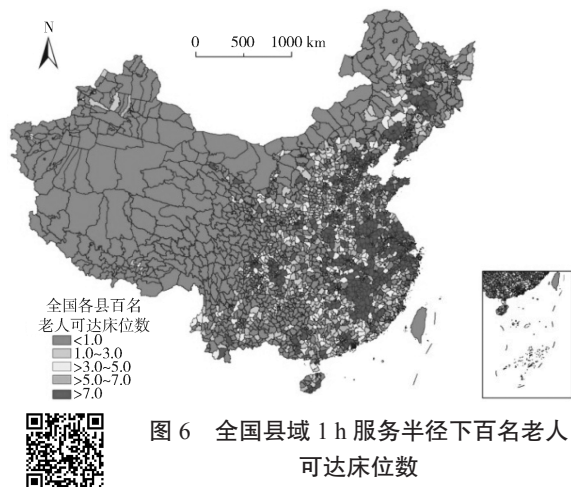 N
0 500 1000 km
全国各县百名
老人可达床位数
<1.0
1.0~3.0
>3.0~5.0
>5.0~7.0
>7.0
图 6 全国县域 1 h 服务半径下百名老人
可达床位数